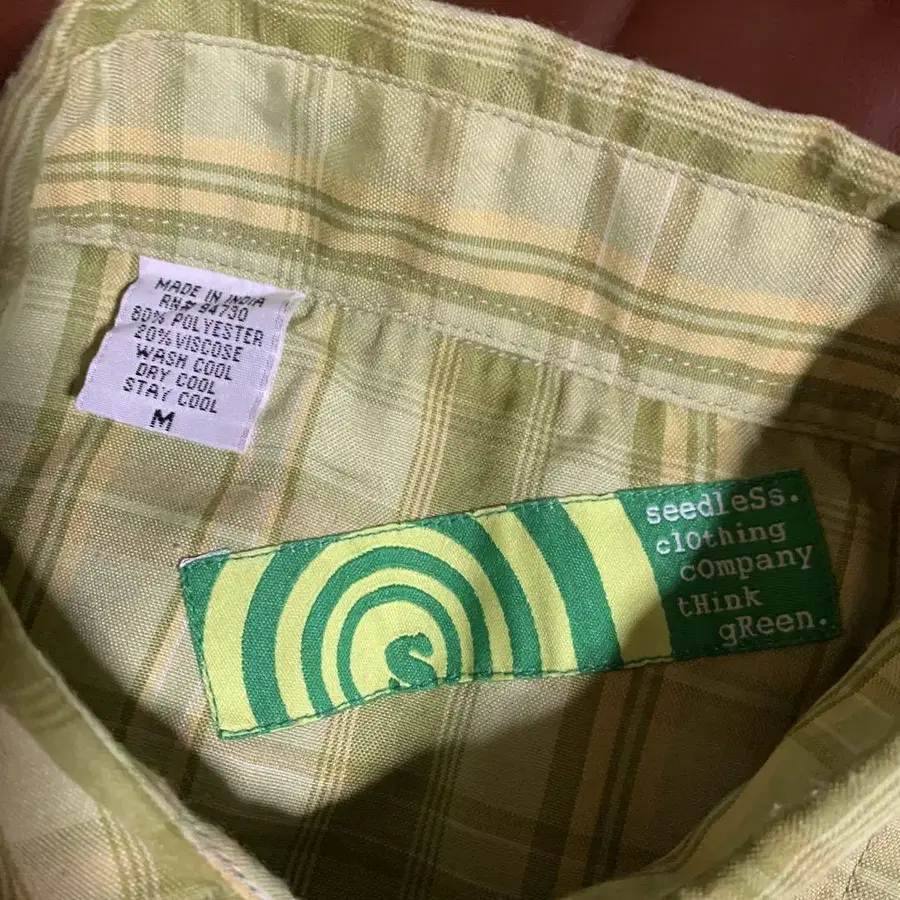 MADE IN INDIA
RN# 94730
80% POLYESTER
20% VISCOSE
WASH COOL
DRY COOL
STAY COOL
M
S
seedleSs.
clOthing
cOmpany
tHink
gReen.